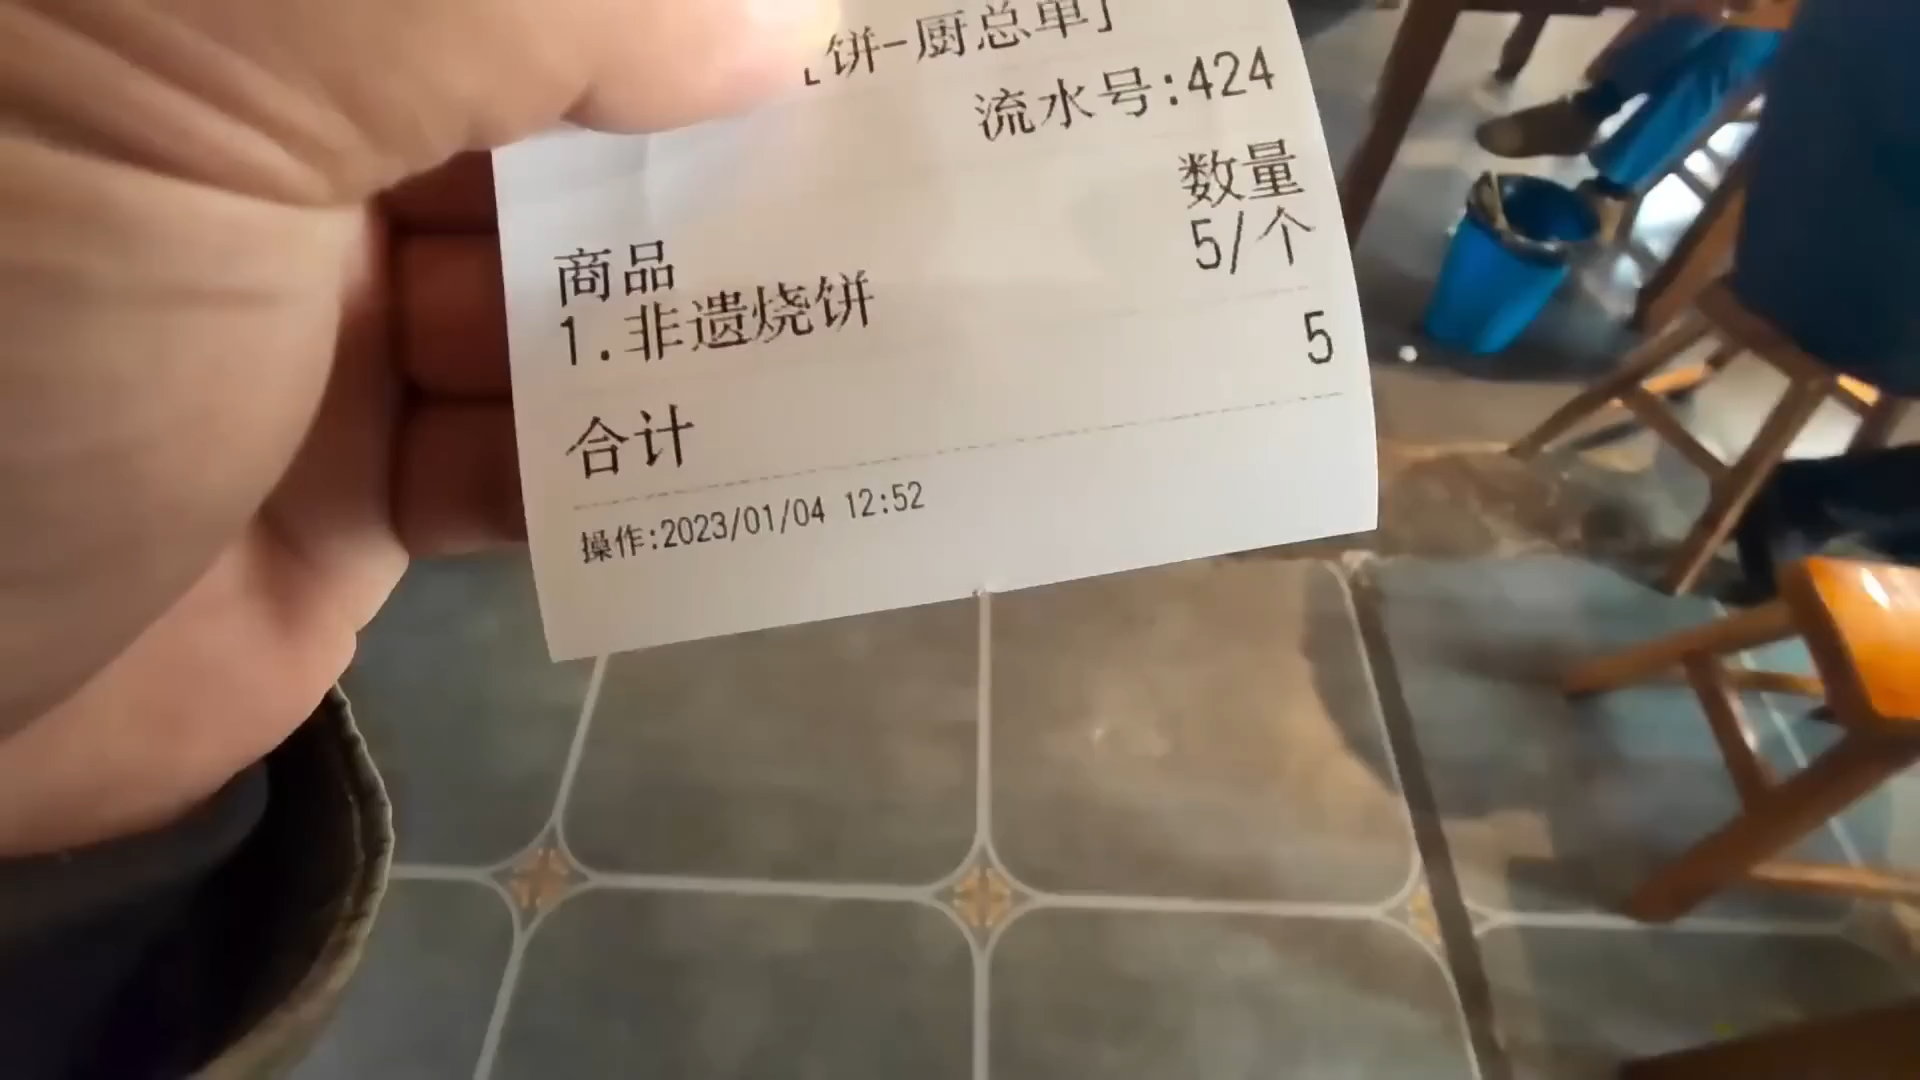 饼-厨总单]
流水号:424
商品 数量
1.非遗烧饼 5/个
合计 5
操作:2023/01/04 12:52